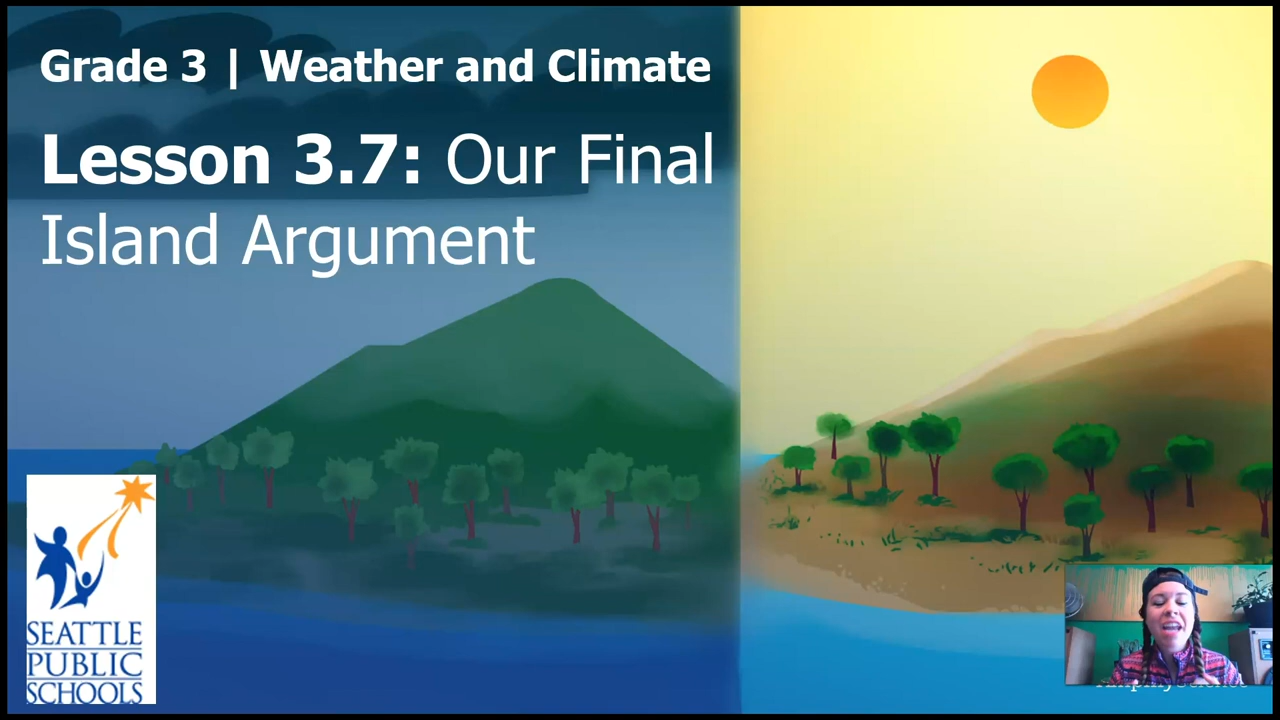 Grade 3 | Weather and Climate
Lesson 3.7: Our Final
Island Argument
SEATTLE
PUBLIC
SCHOOLS